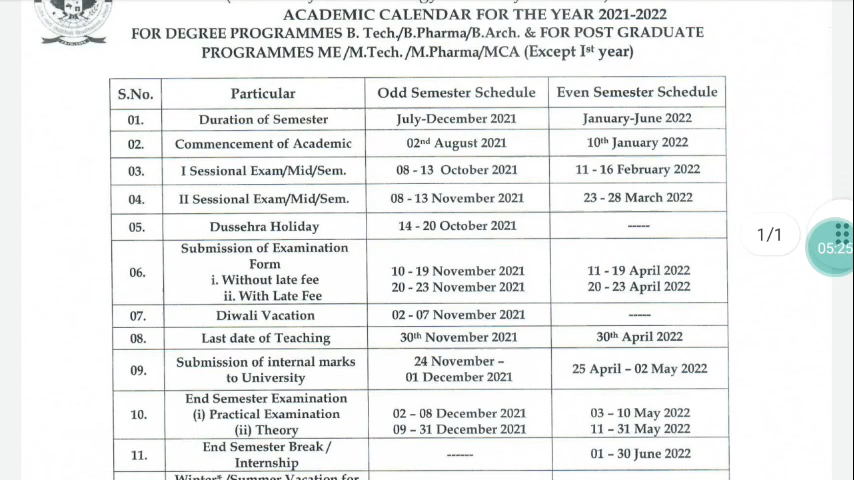 ACADEMIC CALENDAR FOR THE YEAR 2021-2022
FOR DEGREE PROGRAMMES B. Tech./B.Pharma/B.Arch. & FOR POST GRADUATE
PROGRAMMES ME/M.Tech./M.Pharma/MCA (Except Ist year)
S.No. Particular Odd Semester Schedule Even Semester Schedule
01. Duration of Semester July-December 2021 January-June 2022
02. Commencement of Academic 02nd August 2021 10th January 2022
03. I Sessional Exam/Mid/Sem. 08 - 13 October 2021 11 - 16 February 2022
04. II Sessional Exam/Mid/Sem. 08 - 13 November 2021 23 - 28 March 2022
05. Dussehra Holiday 14 - 20 October 2021 -----
1/1
05:25
06. Submission of Examination
Form
i. Without late fee 10 - 19 November 2021 11 - 19 April 2022
ii. With Late Fee 20 - 23 November 2021 20 - 23 April 2022
07. Diwali Vacation 02 - 07 November 2021 -----
08. Last date of Teaching 30th November 2021 30th April 2022
09. Submission of internal marks 24 November –
to University 01 December 2021 25 April – 02 May 2022
10. End Semester Examination
(i) Practical Examination 02 – 08 December 2021 03 - 10 May 2022
(ii) Theory 09 – 31 December 2021 11 - 31 May 2022
11. End Semester Break /
Internship ------ 01 – 30 June 2022
Winter*/Summer Vacation for